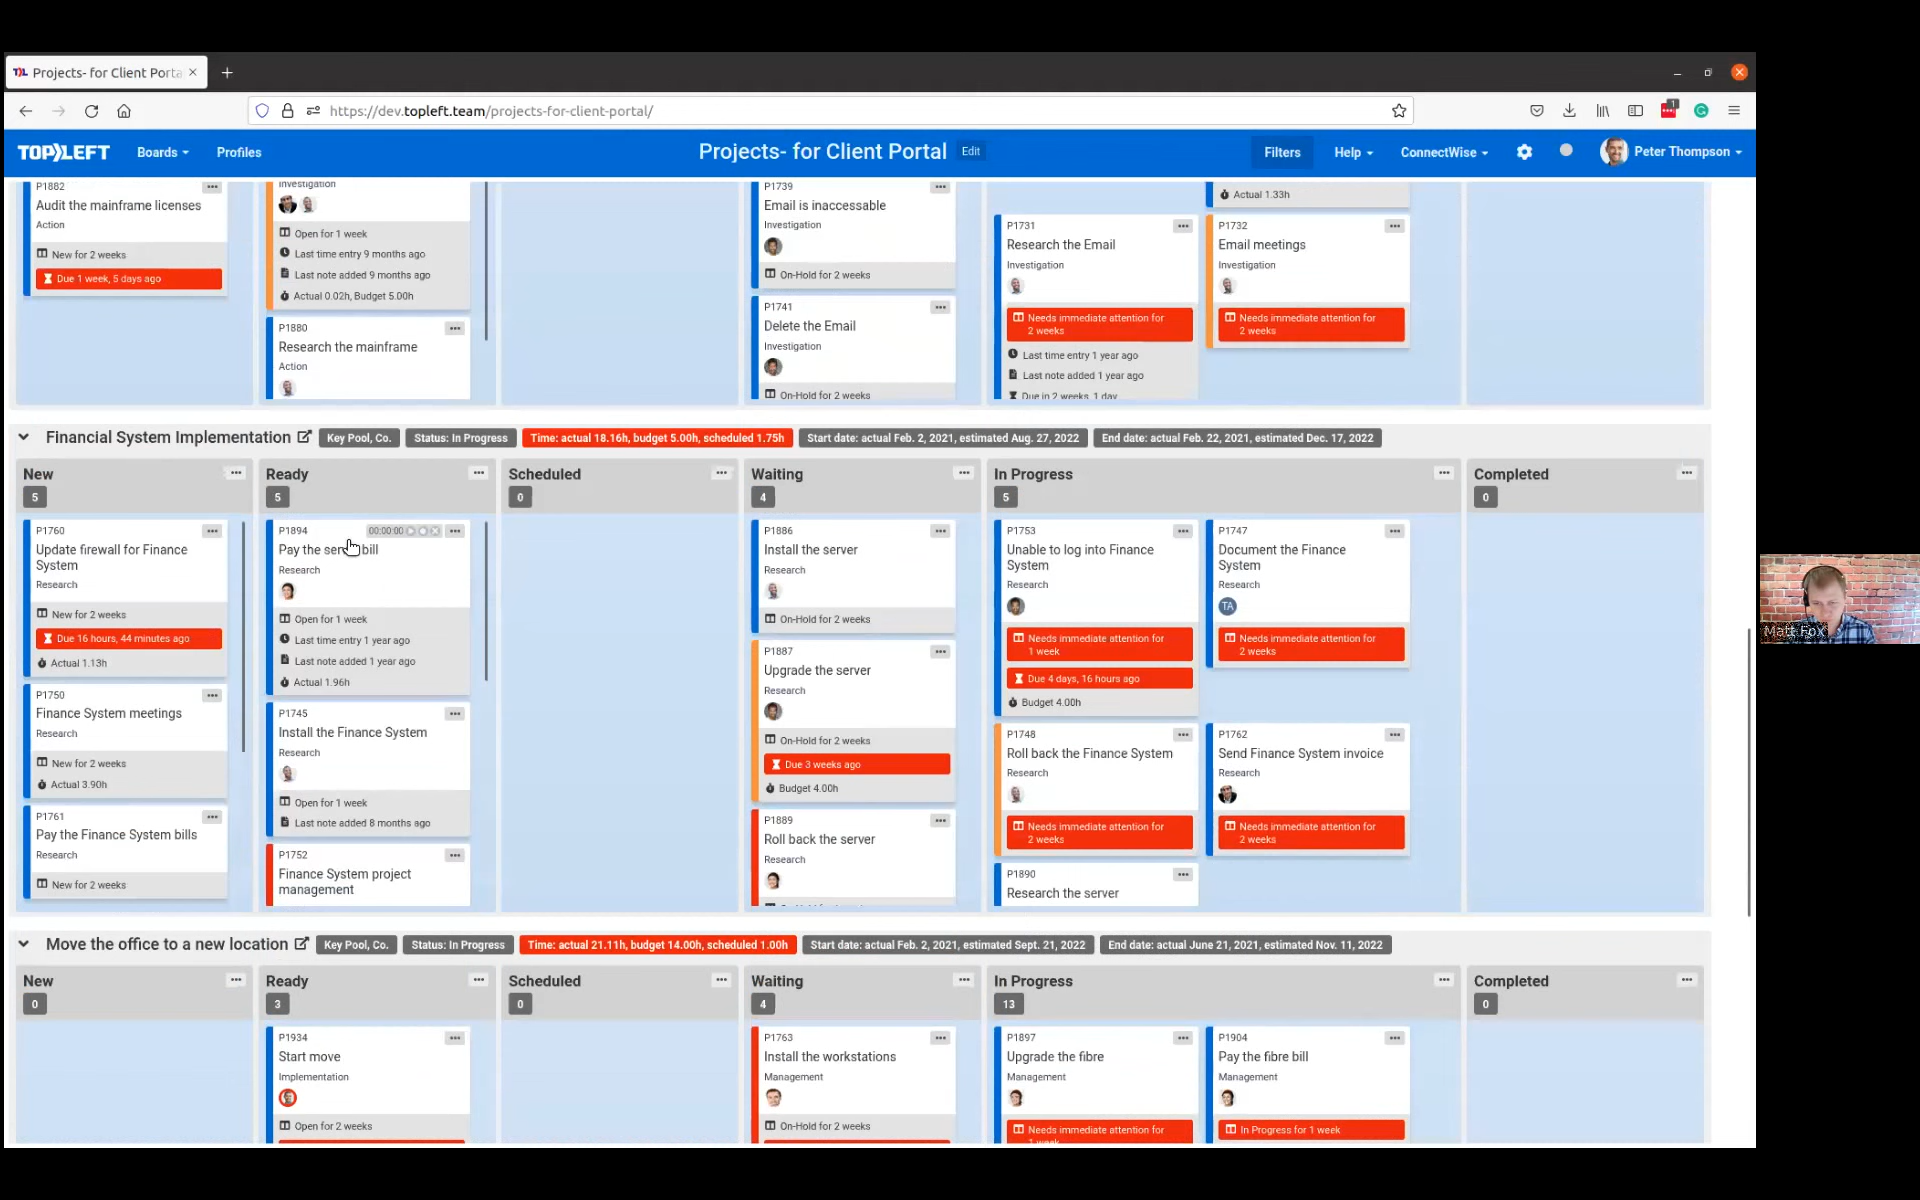 Projects- for Client Porta
https://dev.topleft.team/projects-for-client-portal/
1
TOP LEFT
Boards
Profiles
Projects- for Client Portal
Edit
Filters
Help
ConnectWise
Peter Thompson
P1882
Audit the mainframe licenses
Action
New for 2 weeks
Due 1 week, 5 days ago
Investigation
Open for 1 week
Last time entry 9 months ago
Last note added 9 months ago
Actual 0.02h, Budget 5.00h
P1880
Research the mainframe
Action
P1739
Email is inaccessable
Investigation
On-Hold for 2 weeks
P1741
Delete the Email
Investigation
On-Hold for 2 weeks
P1731
Research the Email
Investigation
Needs immediate attention for
2 weeks
Last time entry 1 year ago
Last note added 1 year ago
Due in 2 weeks, 1 day
Actual 1.33h
P1732
Email meetings
Investigation
Needs immediate attention for
2 weeks
Financial System Implementation
Key Pool, Co.
Status: In Progress
Time: actual 18.16h, budget 5.00h, scheduled 1.75h
Start date: actual Feb. 2, 2021, estimated Aug. 27, 2022
End date: actual Feb. 22, 2021, estimated Dec. 17, 2022
New
5
Ready
5
Scheduled
0
Waiting
4
In Progress
5
Completed
0
P1760
Update firewall for Finance
System
Research
New for 2 weeks
Due 16 hours, 44 minutes ago
Actual 1.13h
P1750
Finance System meetings
Research
New for 2 weeks
Actual 3.90h
P1761
Pay the Finance System bills
Research
New for 2 weeks
P1894
00:00:00
Pay the server bill
Research
Open for 1 week
Last time entry 1 year ago
Last note added 1 year ago
Actual 1.96h
P1745
Install the Finance System
Research
Open for 1 week
Last note added 8 months ago
P1752
Finance System project
management
P1886
Install the server
Research
On-Hold for 2 weeks
P1887
Upgrade the server
Research
On-Hold for 2 weeks
Due 3 weeks ago
Budget 4.00h
P1889
Roll back the server
Research
P1753
Unable to log into Finance
System
Research
Needs immediate attention for
1 week
Due 4 days, 16 hours ago
Budget 4.00h
P1748
Roll back the Finance System
Research
Needs immediate attention for
2 weeks
P1890
Research the server
P1747
Document the Finance
System
Research
TA
Needs immediate attention for
2 weeks
P1762
Send Finance System invoice
Research
Needs immediate attention for
2 weeks
Move the office to a new location
Key Pool, Co.
Status: In Progress
Time: actual 21.11h, budget 14.00h, scheduled 1.00h
Start date: actual Feb. 2, 2021, estimated Sept. 21, 2022
End date: actual June 21, 2021, estimated Nov. 11, 2022
New
0
Ready
3
Scheduled
0
Waiting
4
In Progress
13
Completed
0
P1934
Start move
Implementation
Open for 2 weeks
P1763
Install the workstations
Management
On-Hold for 2 weeks
P1897
Upgrade the fibre
Management
Needs immediate attention for
1 week
P1904
Pay the fibre bill
Management
In Progress for 1 week
Matt Fox